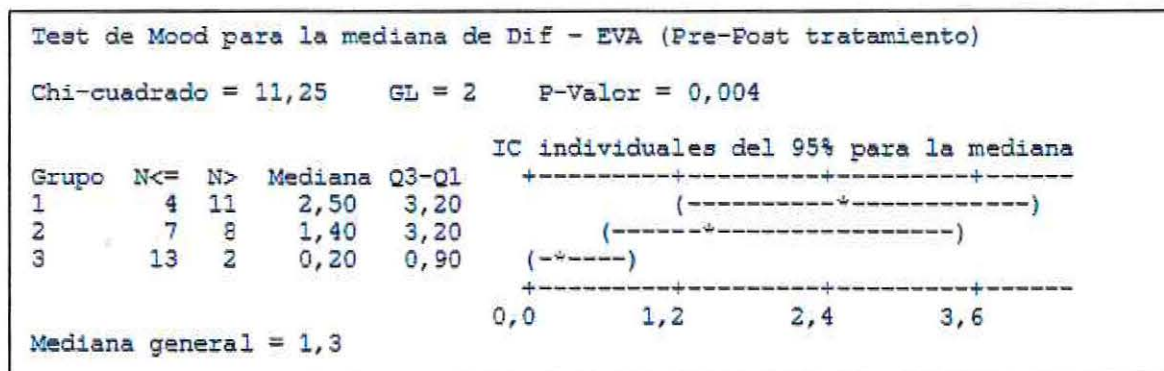 Test de Mood para la mediana de Dif - EVA (Pre-Post tratamiento)
Chi-cuadrado = 11,25 GL = 2 P-Valor = 0,004
IC individuales del 95% para la mediana
Grupo N<= N> Mediana Q3-Q1 +---------+---------+---------+------
1 4 11 2,50 3,20 (----------*------------)
2 7 8 1,40 3,20 (------*----------------)
3 13 2 0,20 0,90 (-*----)
+---------+---------+---------+------
0,0 1,2 2,4 3,6
Mediana general = 1,3